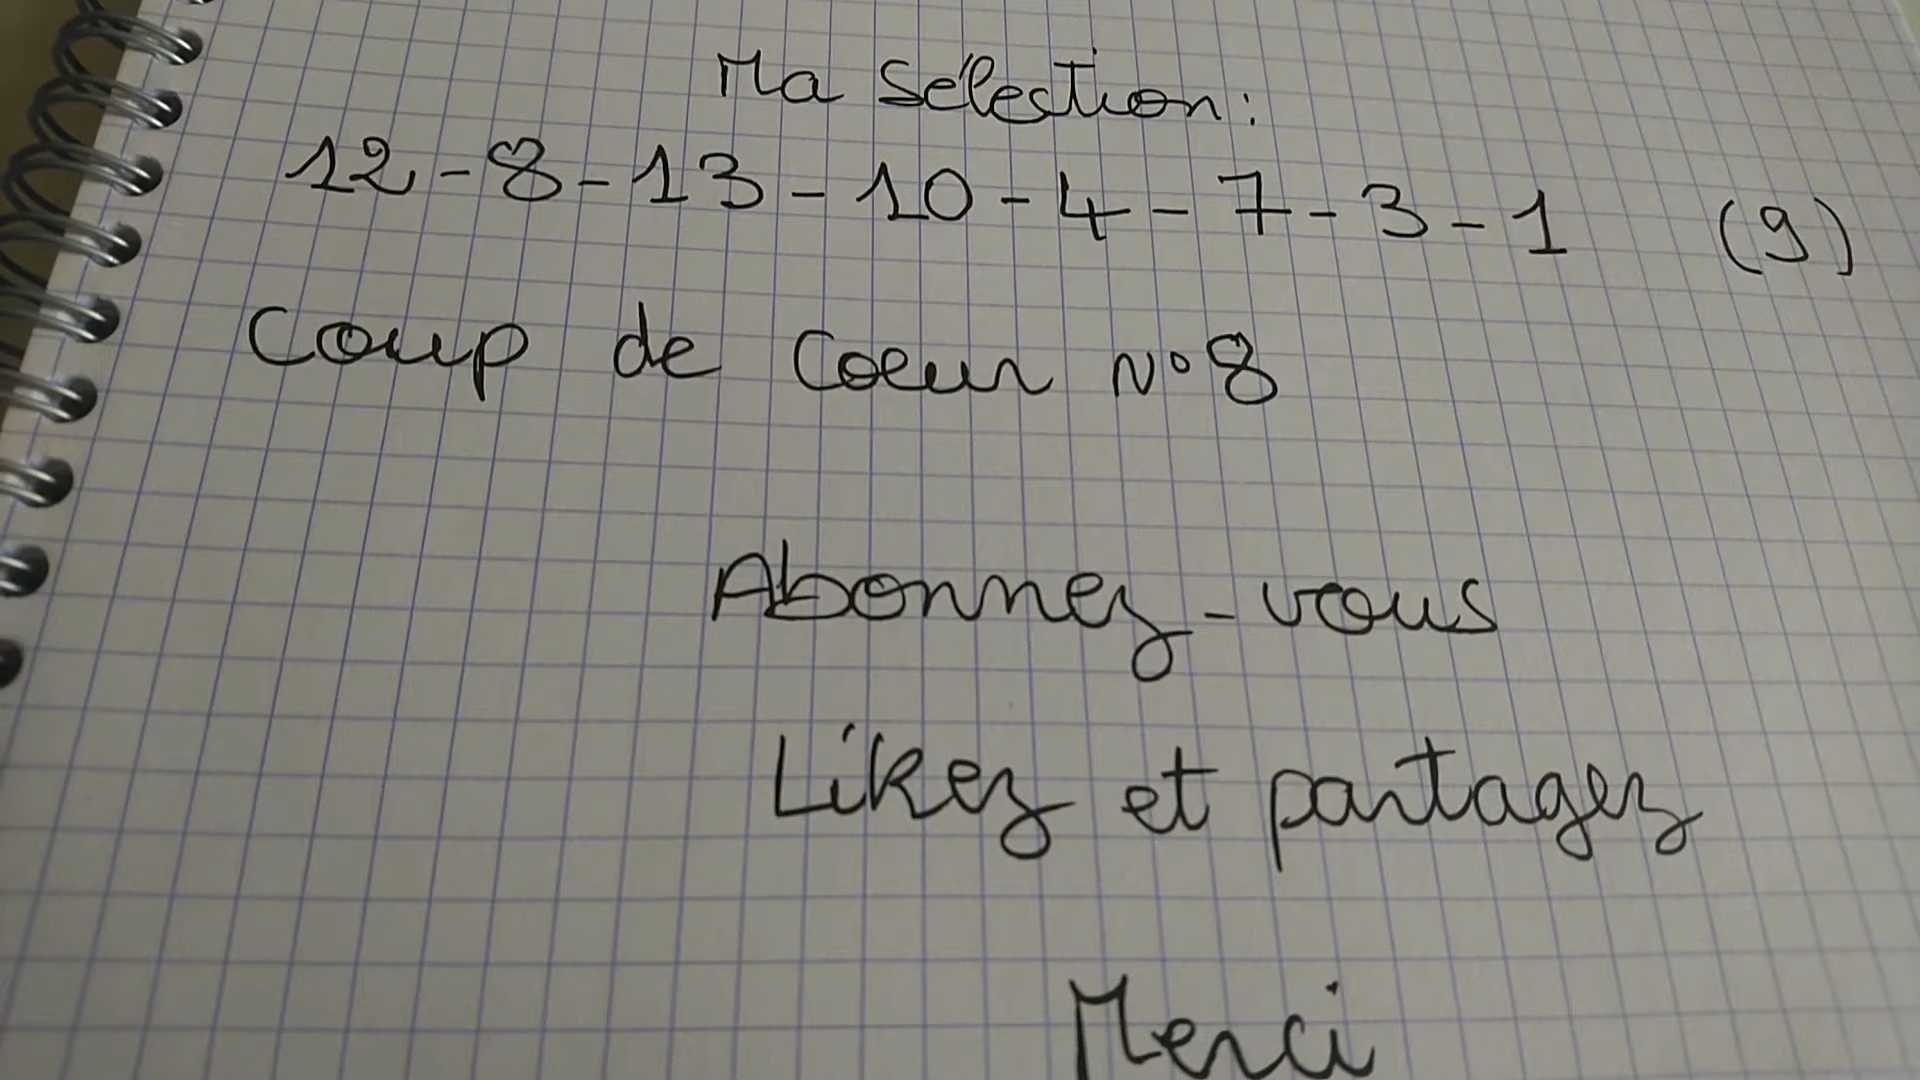 Ma Sélection:
12 - 8 - 13 - 10 - 4 - 7 - 3 - 1 (9)
Coup de Coeur N°8
Abonnez-vous
Likez et partagez
Merci